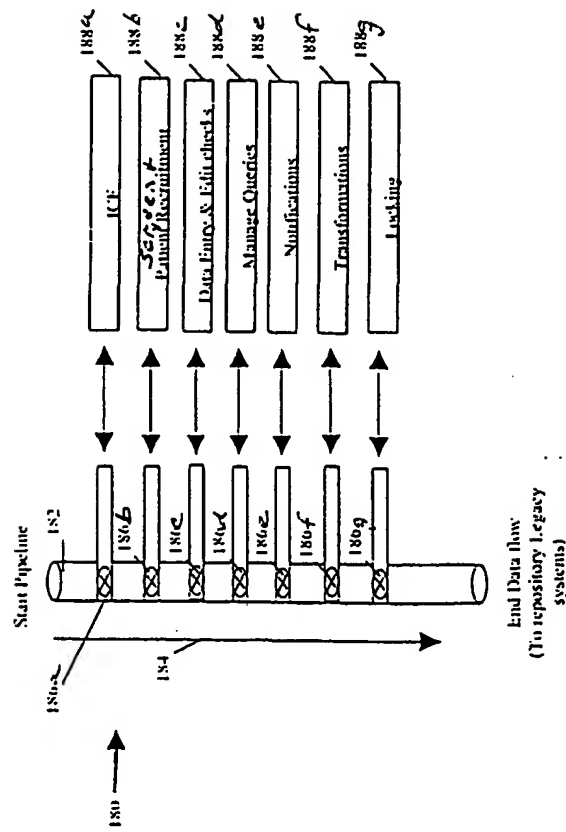 Start Pipeline
182
180
184
186a
186b
186c
186d
186e
186f
186g
ICF
188a
Patient Recruitment
188b
Data Entry & Edit checks
188c
Manage Queries
188d
Notifications
188e
Transformations
188f
Locking
188g
End Data flow
(To repository Legacy
systems)